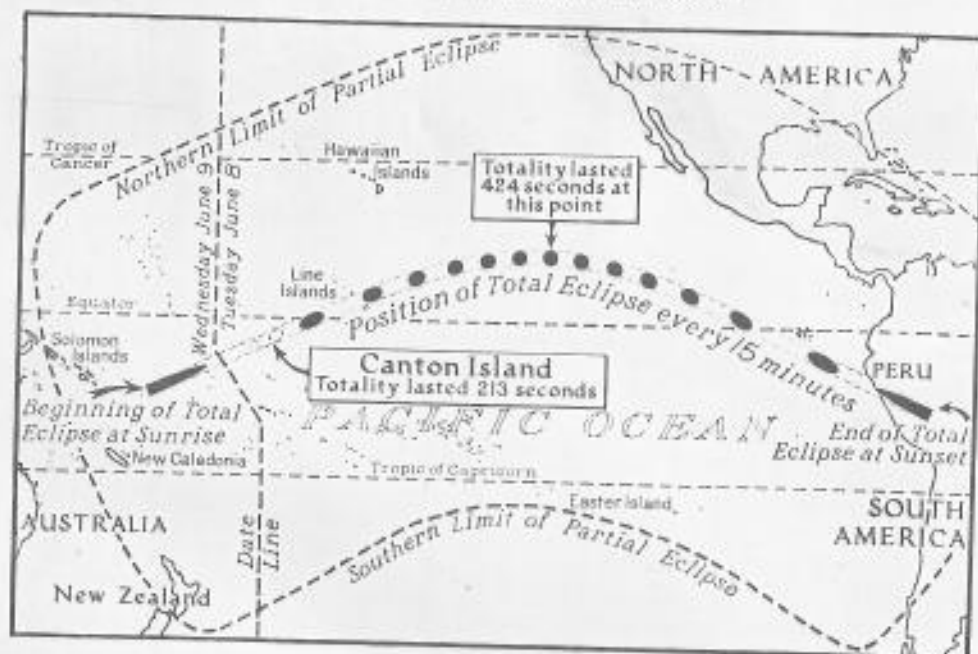 NORTH AMERICA
Northern Limit of Partial Eclipse
Tropic of
Cancer
Wednesday June 9
Tuesday June 8
Hawaiian
Islands
Totality lasted
424 seconds at
this point
Line
Islands
Equator
Position of Total Eclipse every 15 minutes
Solomon
Islands
Canton Island
Totality lasted 213 seconds
PERU
Beginning of Total
Eclipse at Sunrise
PACIFIC OCEAN
End of Total
Eclipse at Sunset
New Caledonia
Tropic of Capricorn
Easter Island
SOUTH
AMERICA
AUSTRALIA
Date
Line
Southern Limit of Partial Eclipse
New Zealand